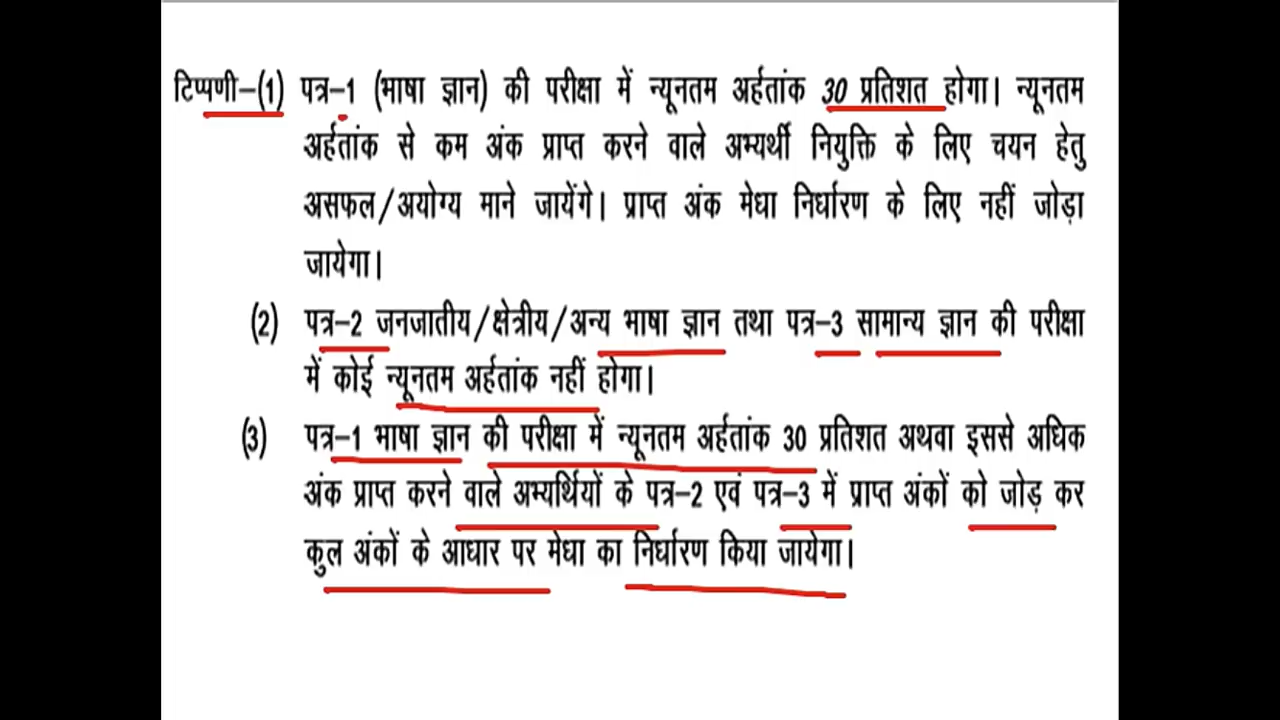 टिप्पणी–(1) पत्र–1 (भाषा ज्ञान) की परीक्षा में न्यूनतम अर्हतांक 30 प्रतिशत होगा। न्यूनतम
अर्हतांक से कम अंक प्राप्त करने वाले अभ्यर्थी नियुक्ति के लिए चयन हेतु
असफल/अयोग्य माने जायेंगे। प्राप्त अंक मेधा निर्धारण के लिए नहीं जोड़ा
जायेगा।
(2) पत्र–2 जनजातीय/क्षेत्रीय/अन्य भाषा ज्ञान तथा पत्र–3 सामान्य ज्ञान की परीक्षा
में कोई न्यूनतम अर्हतांक नहीं होगा।
(3) पत्र–1 भाषा ज्ञान की परीक्षा में न्यूनतम अर्हतांक 30 प्रतिशत अथवा इससे अधिक
अंक प्राप्त करने वाले अभ्यर्थियों के पत्र–2 एवं पत्र–3 में प्राप्त अंकों को जोड़ कर
कुल अंकों के आधार पर मेधा का निर्धारण किया जायेगा।